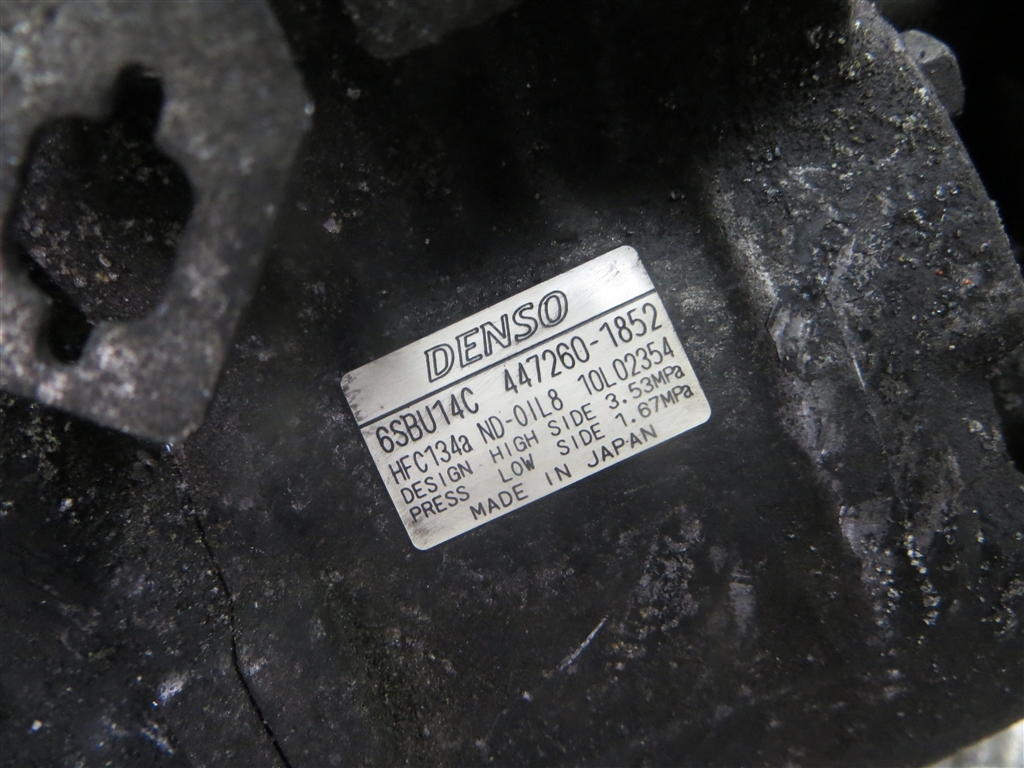 DENSO
6SBU14C 447260-1852
HFC134a ND-OIL8 10L02354
DESIGN HIGH SIDE 3.53MPa
PRESS LOW SIDE 1.67MPa
MADE IN JAPAN